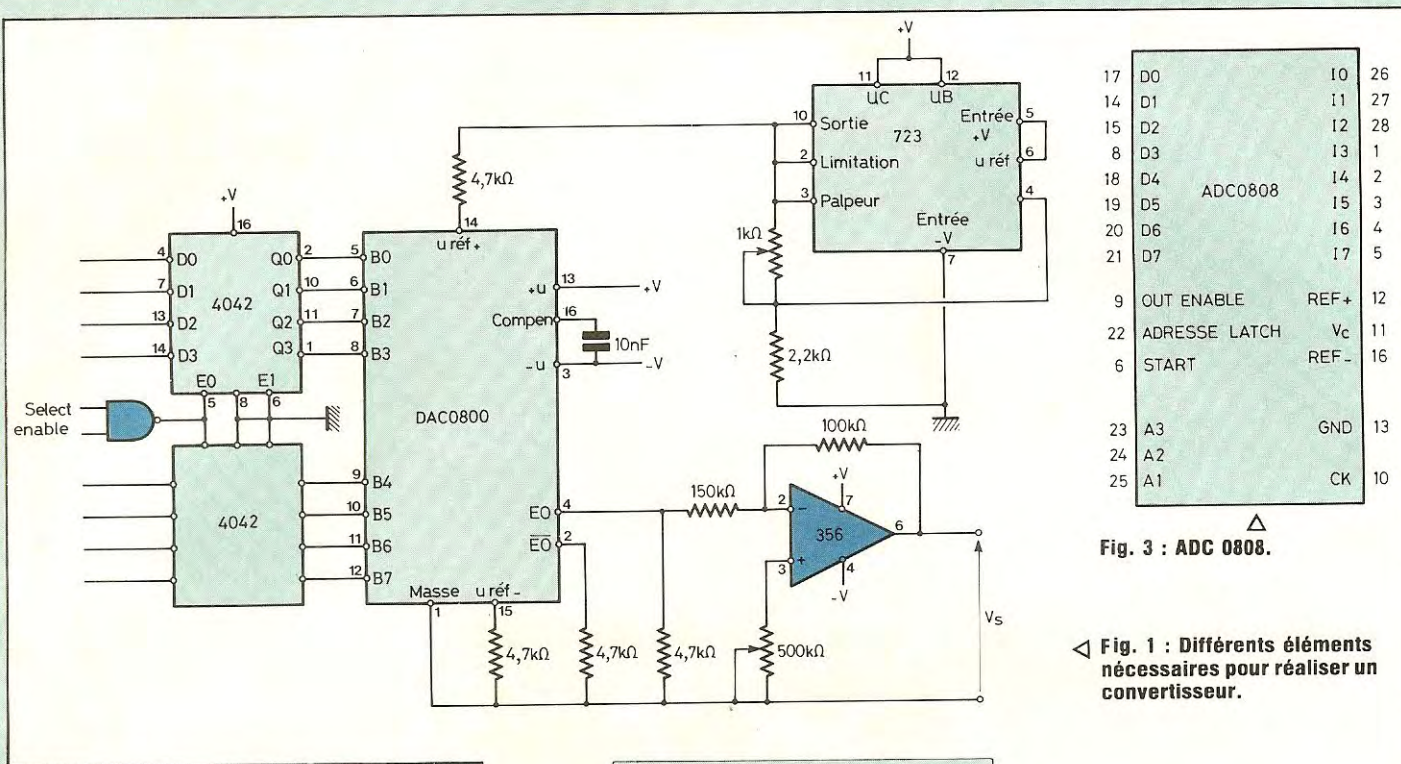 +V
11
12
UC
UB
10
Sortie
723
Entrée
+V
5
u réf
6
2
Limitation
3
Palpeur
4
Entrée
-V
7
1kΩ
2,2kΩ
4,7kΩ
14
u réf+
+V
16
4
D0
Q0
2
5
B0
7
D1
4042
Q1
10
6
B1
13
D2
Q2
11
7
B2
14
D3
Q3
1
8
B3
E0
E1
5
8
6
Select
enable
4042
9
B4
10
B5
11
B6
12
B7
DAC0800
+u
13
+V
Compen
16
10nF
-u
3
-V
EO
4
EO
2
Masse
1
u réf -
15
4,7kΩ
4,7kΩ
4,7kΩ
150kΩ
100kΩ
2
-
+V
7
356
6
3
+
4
-V
500kΩ
Vs
17 D0 I0 26
14 D1 I1 27
15 D2 I2 28
8 D3 I3 1
18 D4 I4 2
ADC0808
19 D5 I5 3
20 D6 I6 4
21 D7 I7 5
9 OUT ENABLE REF+ 12
22 ADRESSE LATCH Vc 11
6 START REF- 16
23 A3 GND 13
24 A2
25 A1 CK 10
Fig. 3 : ADC 0808.
Fig. 1 : Différents éléments
nécessaires pour réaliser un
convertisseur.